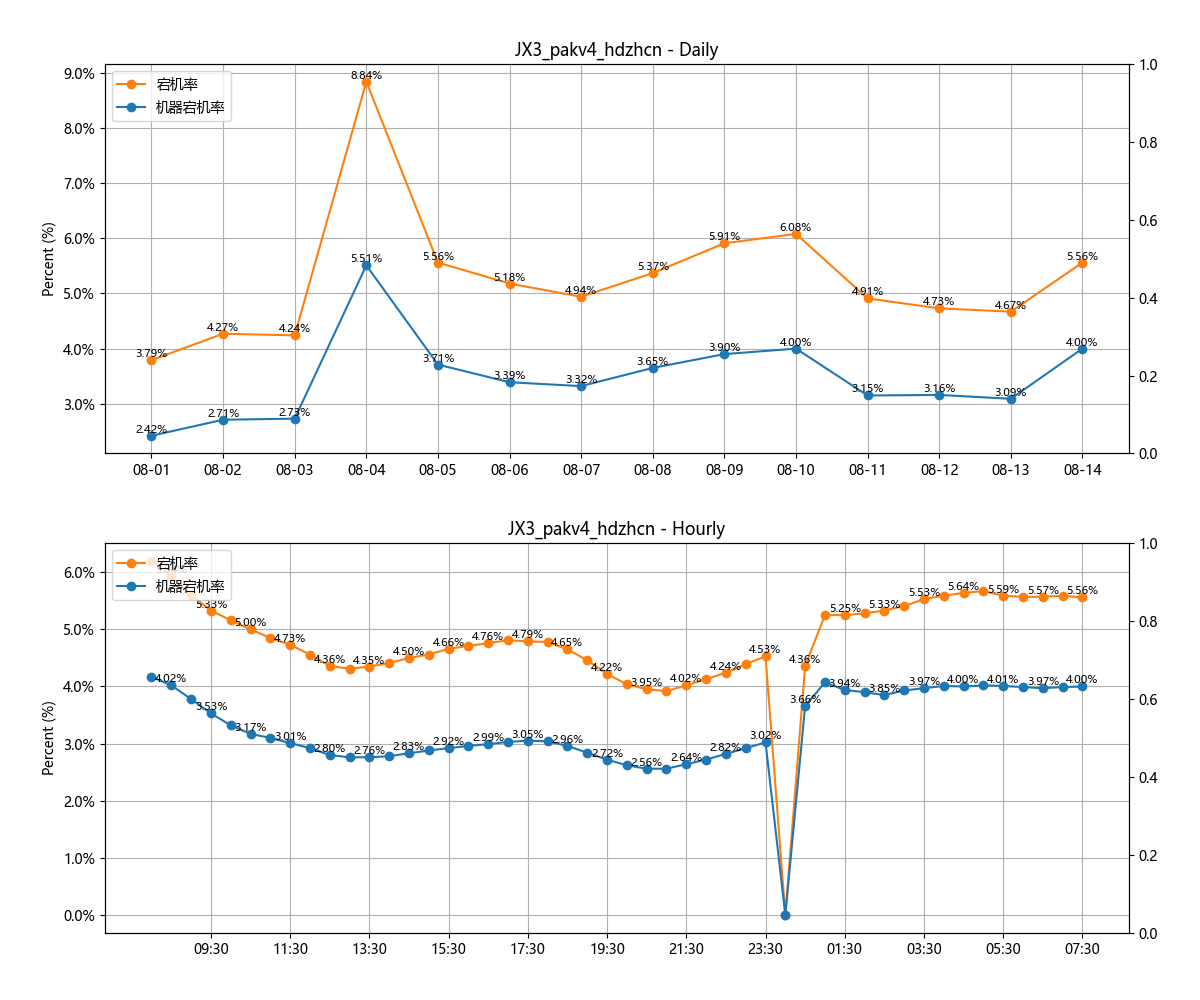 JX3_pakv4_hdzhcn - Daily
宕机率
机器宕机率
Percent (%)
9.0%
8.0%
7.0%
6.0%
5.0%
4.0%
3.0%
1.0
0.8
0.6
0.4
0.2
0.0
3.79% 4.27% 4.24% 8.84% 5.56% 5.18% 4.94% 5.37% 5.91% 6.08% 4.91% 4.73% 4.67% 5.56%
2.42% 2.71% 2.73% 5.51% 3.71% 3.39% 3.32% 3.65% 3.90% 4.00% 3.15% 3.16% 3.09% 4.00%
08-01 08-02 08-03 08-04 08-05 08-06 08-07 08-08 08-09 08-10 08-11 08-12 08-13 08-14
JX3_pakv4_hdzhcn - Hourly
宕机率
机器宕机率
Percent (%)
6.0%
5.0%
4.0%
3.0%
2.0%
1.0%
0.0%
1.0
0.8
0.6
0.4
0.2
0.0
5.33% 5.00% 4.73% 4.36% 4.35% 4.50% 4.66% 4.76% 4.79% 4.65% 4.22% 3.95% 4.02% 4.24% 4.53% 4.36% 5.25% 5.33% 5.53% 5.64% 5.59% 5.57% 5.56%
4.02% 3.53% 3.17% 3.01% 2.80% 2.76% 2.83% 2.92% 2.99% 3.05% 2.96% 2.72% 2.56% 2.64% 2.82% 3.02% 3.66% 3.94% 3.85% 3.97% 4.00% 4.01% 3.97% 4.00%
09:30 11:30 13:30 15:30 17:30 19:30 21:30 23:30 01:30 03:30 05:30 07:30